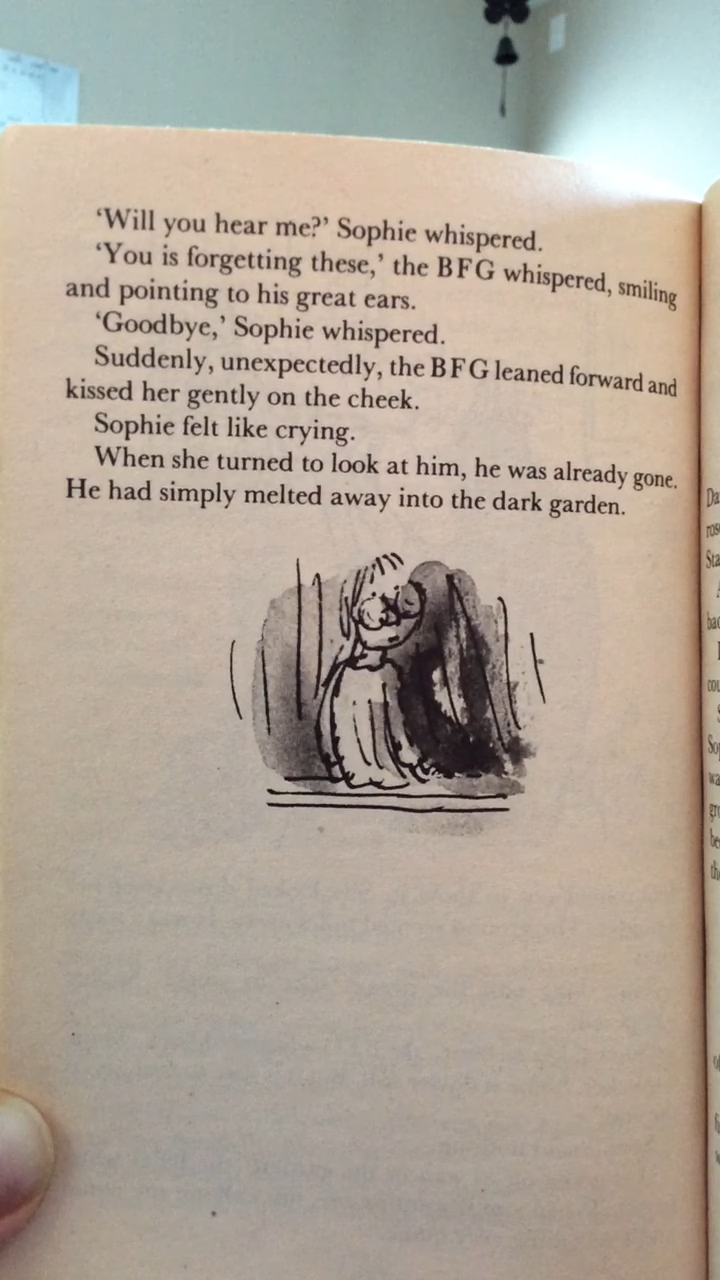 ‘Will you hear me?’ Sophie whispered.
‘You is forgetting these,’ the BFG whispered, smiling
and pointing to his great ears.
‘Goodbye,’ Sophie whispered.
Suddenly, unexpectedly, the BFG leaned forward and
kissed her gently on the cheek.
Sophie felt like crying.
When she turned to look at him, he was already gone.
He had simply melted away into the dark garden.